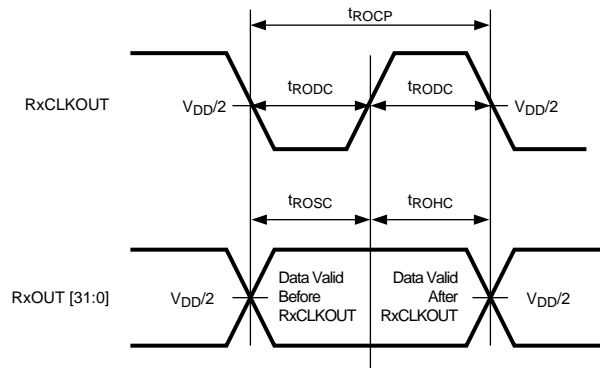 tROCP
tRODC tRODC
RxCLKOUT VDD/2 VDD/2
tROSC tROHC
Data Valid Data Valid
Before After
RxCLKOUT RxCLKOUT
RxOUT [31:0] VDD/2 VDD/2